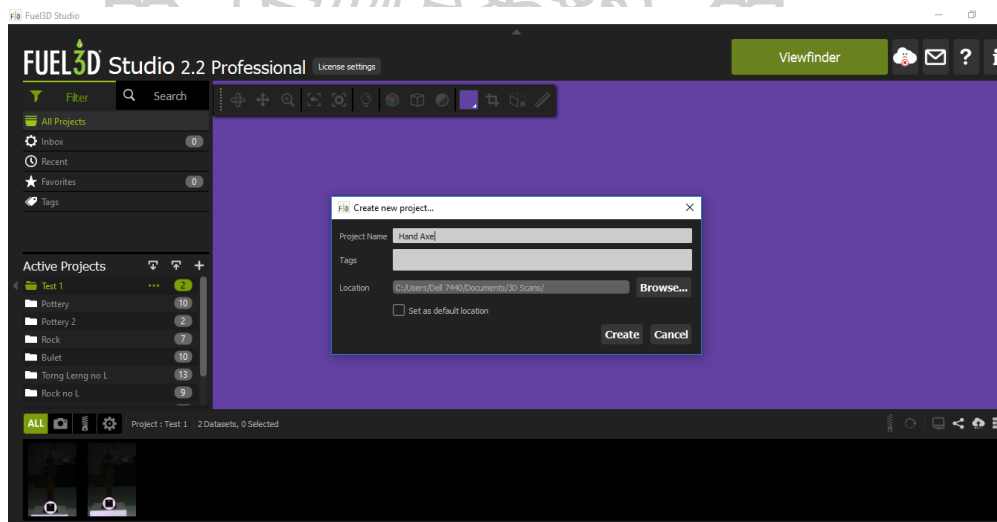 Fuel3D Studio
FUEL3D Studio 2.2 Professional License settings Viewfinder ?
Filter Search
All Projects
Inbox 0
Recent
Favorites 0
Tags
Create new project...
Project Name Hand Axe
Tags
Location C:/Users/Dell 7440/Documents/3D Scans/ Browse...
Set as default location
Create Cancel
Active Projects
Test 1 ... 2
Pottery 10
Pottery 2 2
Rock 7
Bulet 10
Torng Lerng no L 13
Rock no L 9
ALL Project : Test 1 2 Datasets, 0 Selected